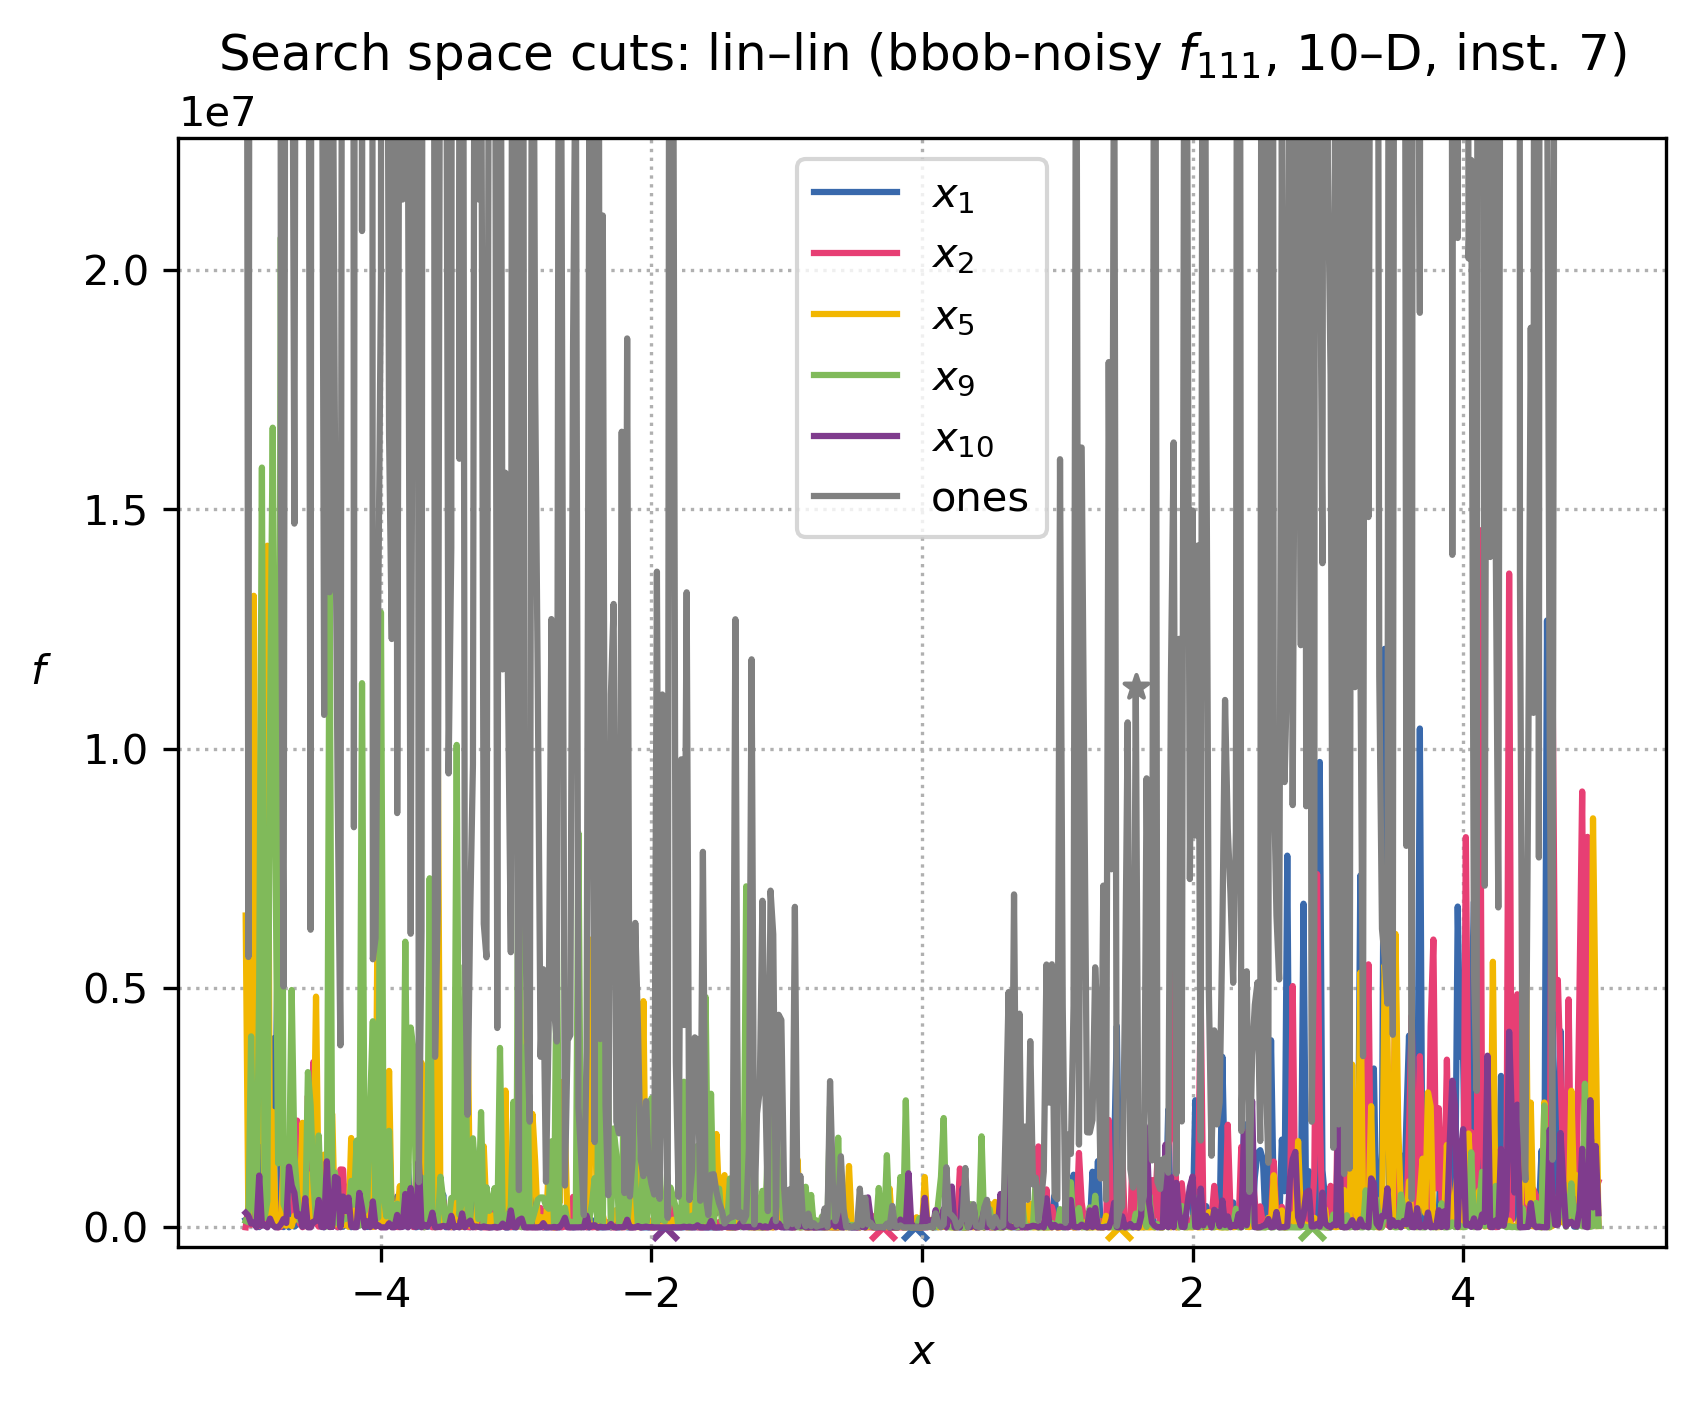 Search space cuts: lin–lin (bbob-noisy f₁₁₁, 10–D, inst. 7)
1e7
x₁
x₂
x₅
x₉
x₁₀
ones
2.0
1.5
1.0
0.5
0.0
f
−4 −2 0 2 4
x